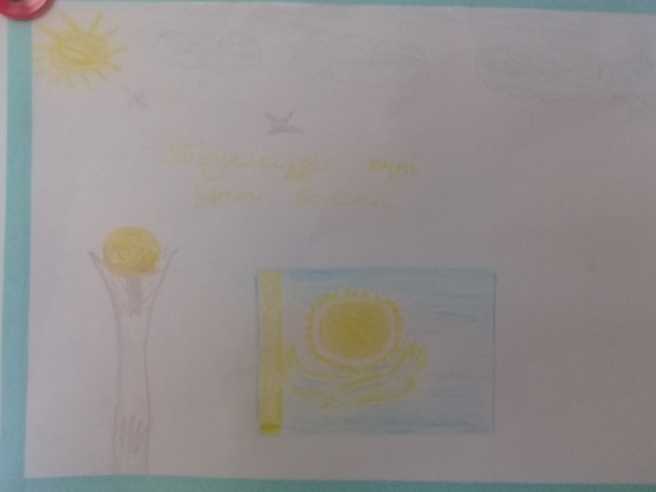 Тәуелсіздік күні
Құтты болсын